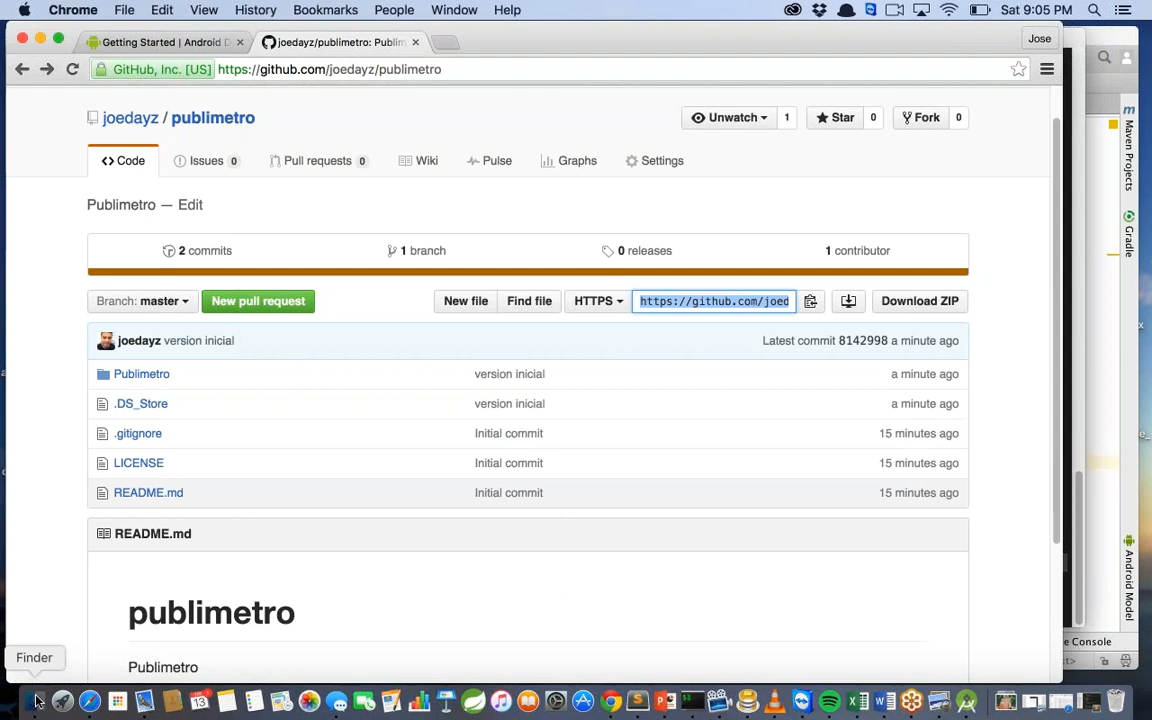 Chrome File Edit View History Bookmarks People Window Help Sat 9:05 PM
Getting Started | Android D joedayz/publimetro: Publim Jose
GitHub, Inc. [US] https://github.com/joedayz/publimetro
joedayz / publimetro Unwatch 1 Star 0 Fork 0
Code Issues 0 Pull requests 0 Wiki Pulse Graphs Settings
Publimetro — Edit
2 commits 1 branch 0 releases 1 contributor
Branch: master New pull request New file Find file HTTPS https://github.com/joed Download ZIP
joedayz version inicial Latest commit 8142998 a minute ago
Publimetro version inicial a minute ago
.DS_Store version inicial a minute ago
.gitignore Initial commit 15 minutes ago
LICENSE Initial commit 15 minutes ago
README.md Initial commit 15 minutes ago
README.md
publimetro
Publimetro
Finder
Maven Projects
Gradle
Android Model
e Console
13